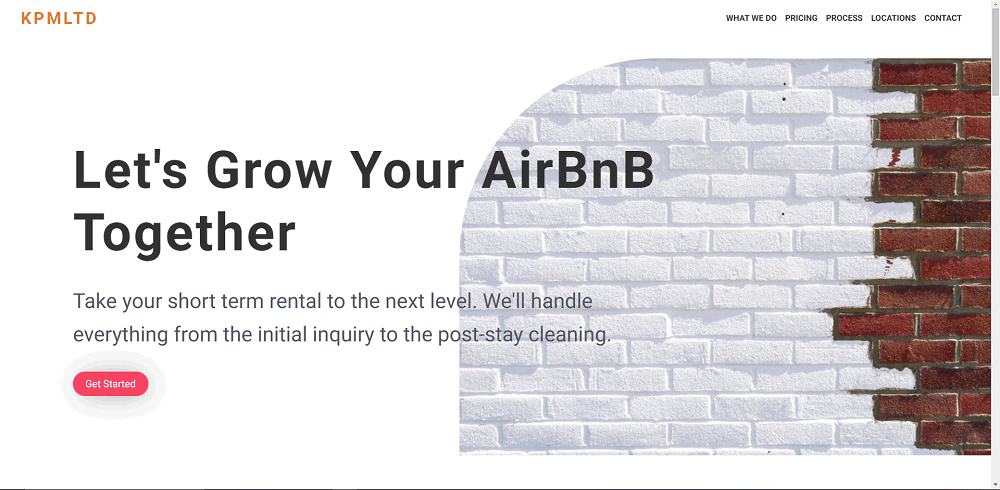 KPMLTD
WHAT WE DO PRICING PROCESS LOCATIONS CONTACT
Let's Grow Your AirBnB
Together
Take your short term rental to the next level. We'll handle
everything from the initial inquiry to the post-stay cleaning.
Get Started